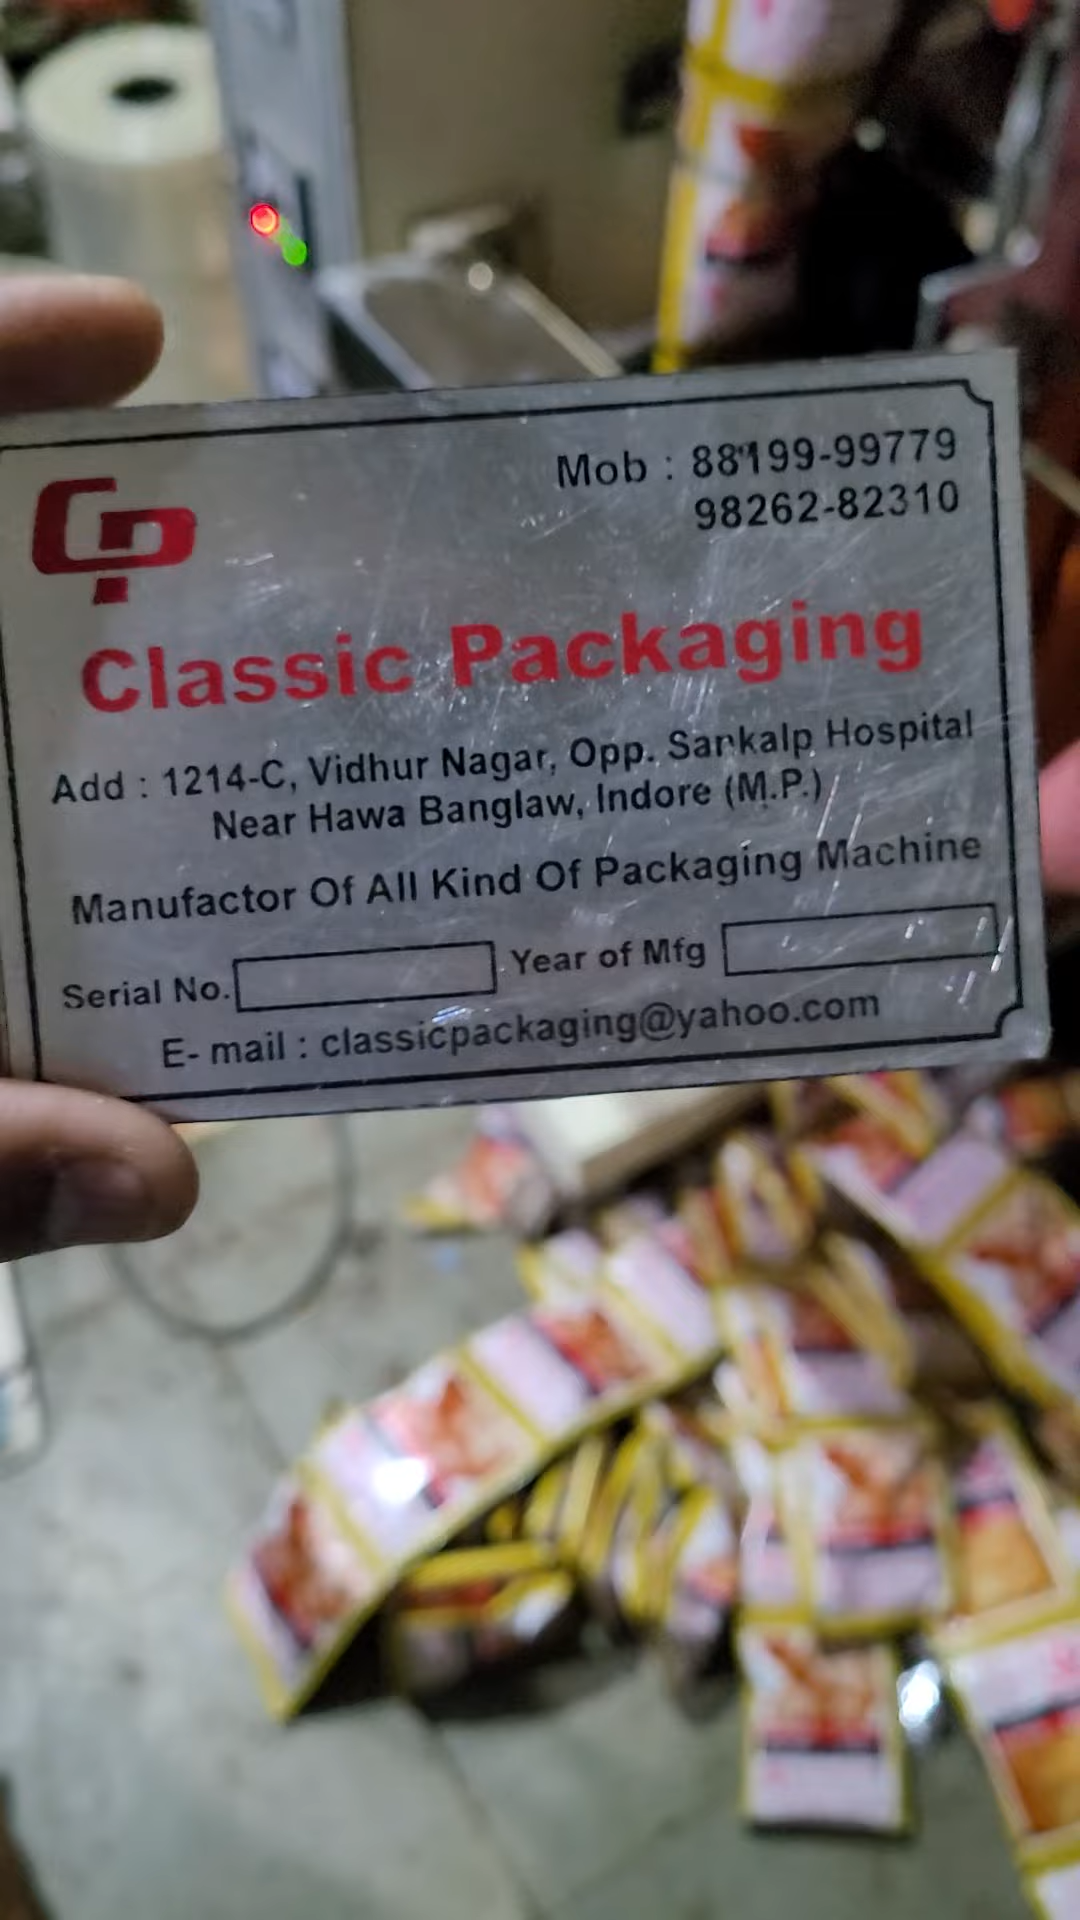 CP
Mob : 88199-99779
98262-82310
Classic Packaging
Add : 1214-C, Vidhur Nagar, Opp. Sankalp Hospital
Near Hawa Banglaw, Indore (M.P.)
Manufactor Of All Kind Of Packaging Machine
Serial No. Year of Mfg
E- mail : classicpackaging@yahoo.com